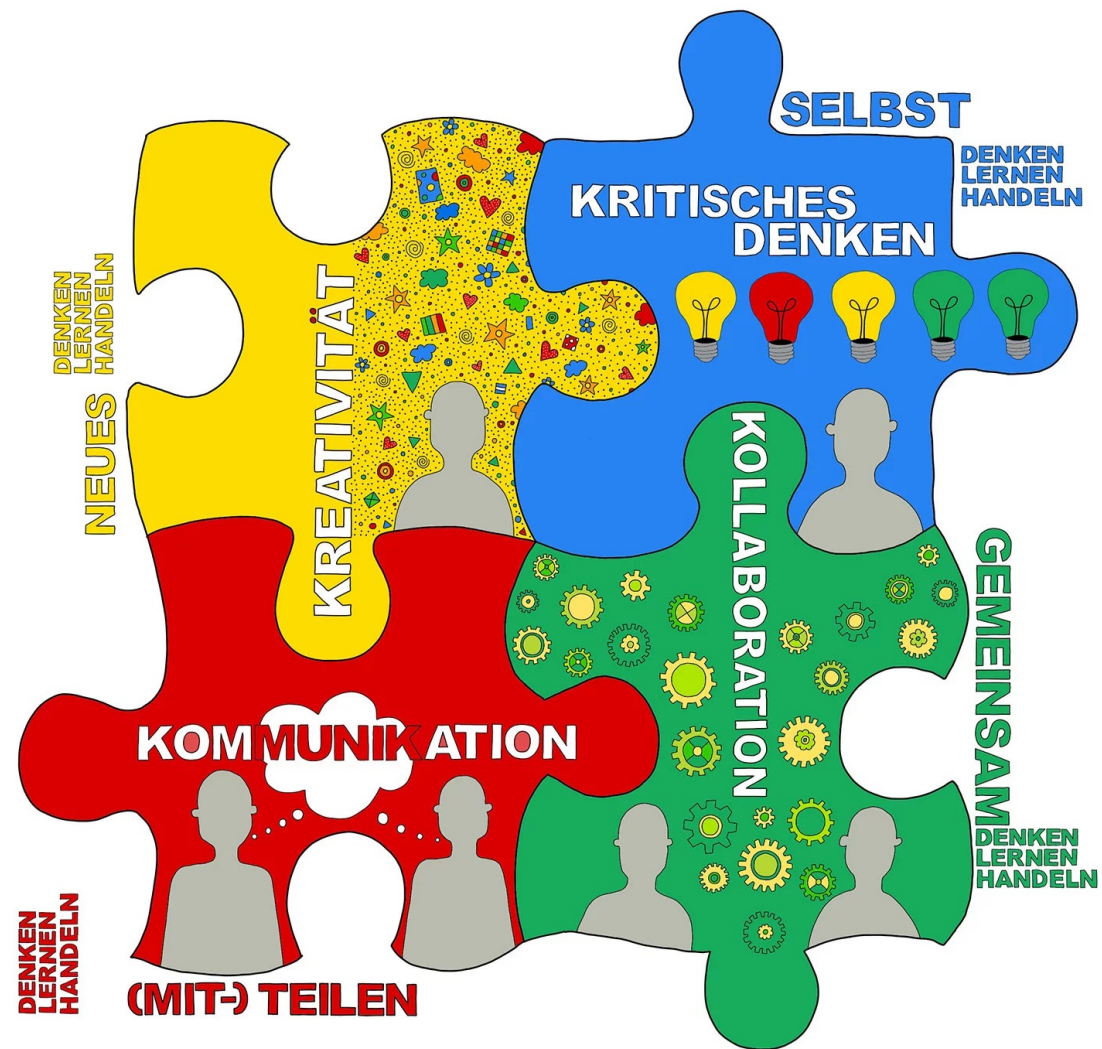 NEUES
DENKEN
LERNEN
HANDELN
KREATIVITÄT
SELBST
DENKEN
LERNEN
HANDELN
KRITISCHES
DENKEN
KOMMUNIKATION
(MIT-) TEILEN
DENKEN
LERNEN
HANDELN
KOLLABORATION
GEMEINSAM
DENKEN
LERNEN
HANDELN